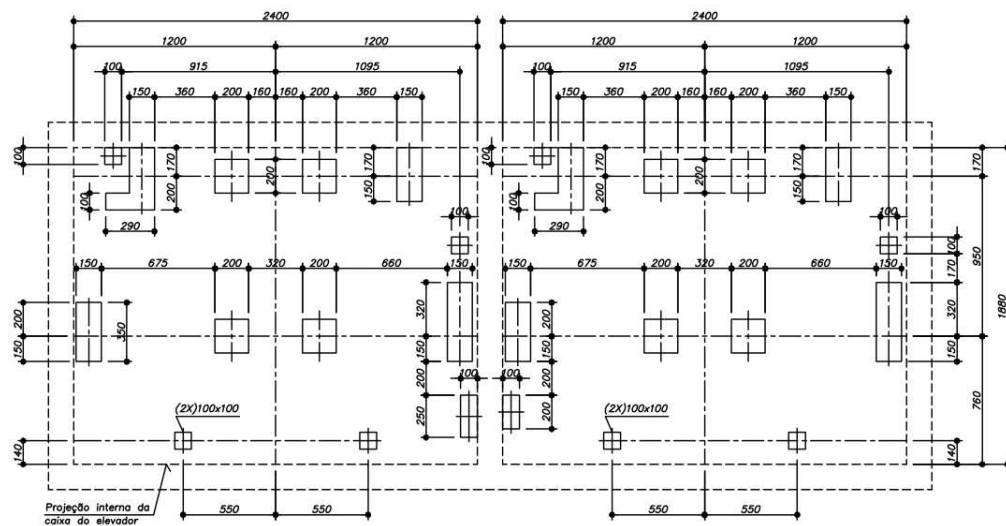 2400 2400
1200 1200 1200 1200
100 915 1095 100 915 1095
150 360 200 160 160 200 360 150 150 360 200 160 160 200 360 150
100 170 200 170 100 170 200 170 170
100 200 150 100 200 150
290 100 290 100 100 950
150 675 200 320 200 660 150 150 675 200 320 200 660 150 170
200 350 320 200 320 1880
150 150 150 150
200 100 100 200 760
(2X)100x100 250 200 (2X)100x100
140 140
Projeção interna da
caixa do elevador
550 550 550 550